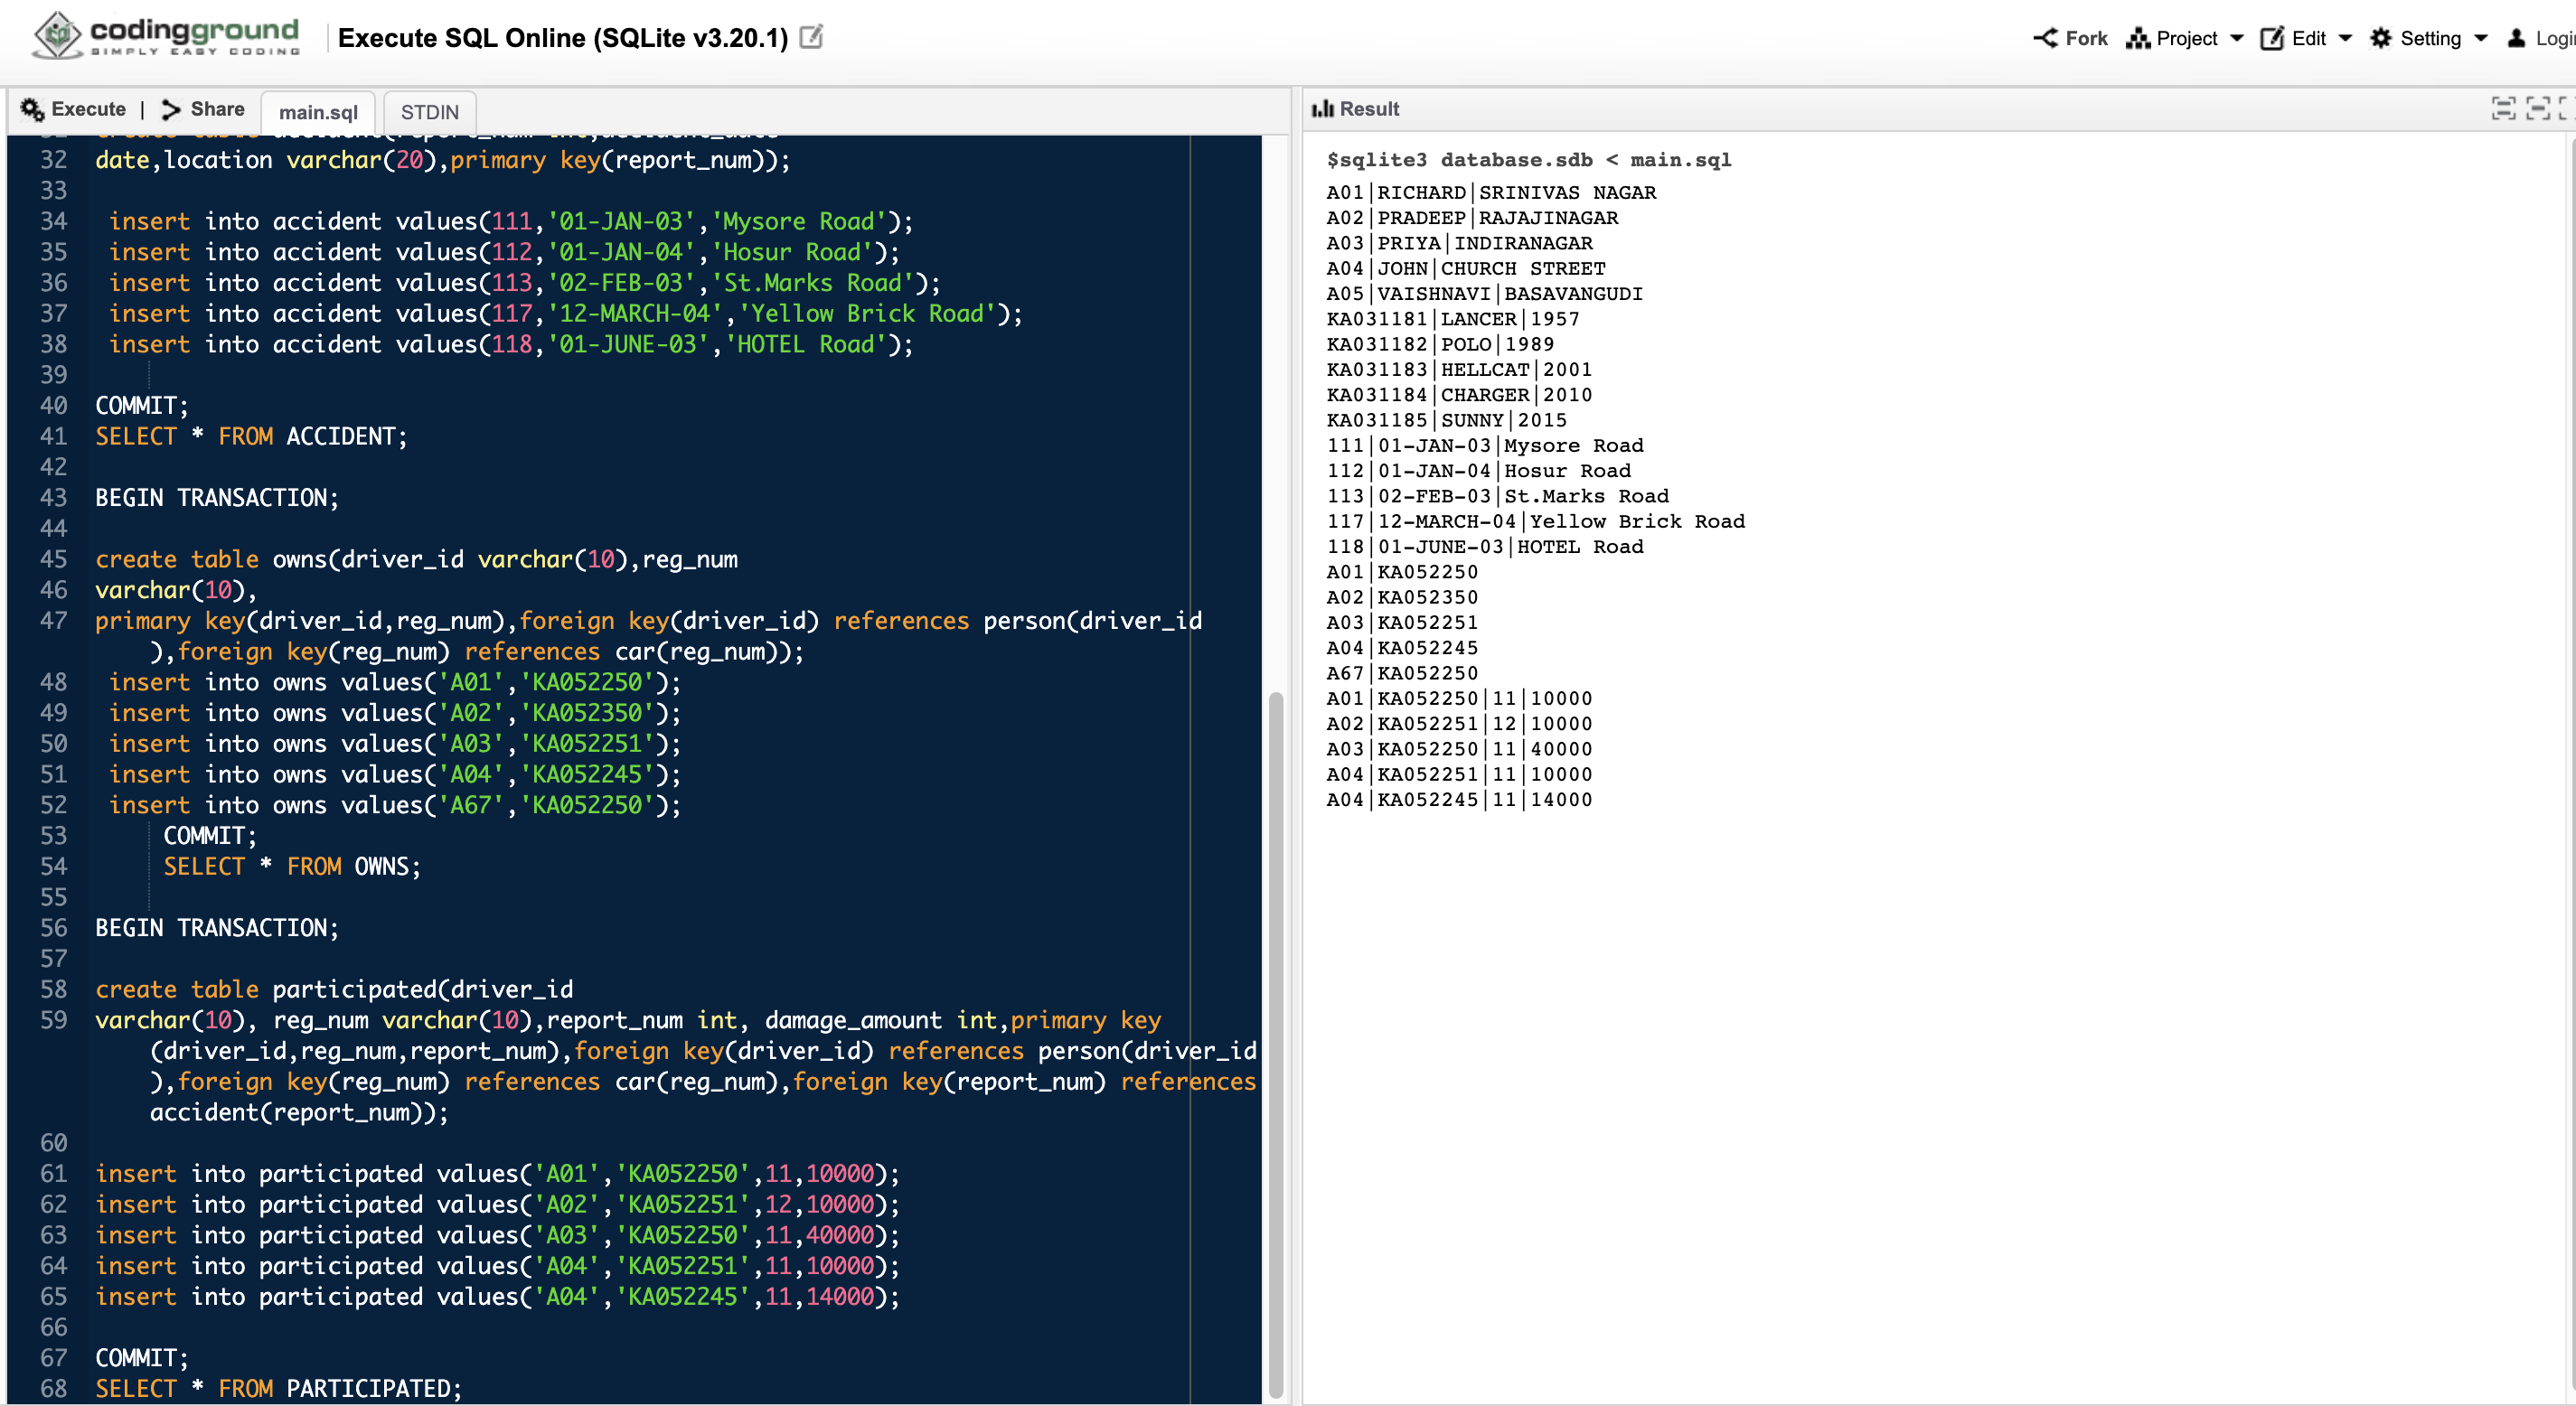 codingground
SIMPLY EASY CODING
Execute SQL Online (SQLite v3.20.1)
Fork
Project
Edit
Setting
Execute | Share
main.sql
STDIN
Result
32 date,location varchar(20),primary key(report_num));
33
34 insert into accident values(111,'01-JAN-03','Mysore Road');
35 insert into accident values(112,'01-JAN-04','Hosur Road');
36 insert into accident values(113,'02-FEB-03','St.Marks Road');
37 insert into accident values(117,'12-MARCH-04','Yellow Brick Road');
38 insert into accident values(118,'01-JUNE-03','HOTEL Road');
39
40 COMMIT;
41 SELECT * FROM ACCIDENT;
42
43 BEGIN TRANSACTION;
44
45 create table owns(driver_id varchar(10),reg_num
46 varchar(10),
47 primary key(driver_id,reg_num),foreign key(driver_id) references person(driver_id
),foreign key(reg_num) references car(reg_num));
48 insert into owns values('A01','KA052250');
49 insert into owns values('A02','KA052350');
50 insert into owns values('A03','KA052251');
51 insert into owns values('A04','KA052245');
52 insert into owns values('A67','KA052250');
53 COMMIT;
54 SELECT * FROM OWNS;
55
56 BEGIN TRANSACTION;
57
58 create table participated(driver_id
59 varchar(10), reg_num varchar(10),report_num int, damage_amount int,primary key
(driver_id,reg_num,report_num),foreign key(driver_id) references person(driver_id
),foreign key(reg_num) references car(reg_num),foreign key(report_num) references
accident(report_num));
60
61 insert into participated values('A01','KA052250',11,10000);
62 insert into participated values('A02','KA052251',12,10000);
63 insert into participated values('A03','KA052250',11,40000);
64 insert into participated values('A04','KA052251',11,10000);
65 insert into participated values('A04','KA052245',11,14000);
66
67 COMMIT;
68 SELECT * FROM PARTICIPATED;
$sqlite3 database.sdb < main.sql
A01|RICHARD|SRINIVAS NAGAR
A02|PRADEEP|RAJAJINAGAR
A03|PRIYA|INDIRANAGAR
A04|JOHN|CHURCH STREET
A05|VAISHNAVI|BASAVANGUDI
KA031181|LANCER|1957
KA031182|POLO|1989
KA031183|HELLCAT|2001
KA031184|CHARGER|2010
KA031185|SUNNY|2015
111|01-JAN-03|Mysore Road
112|01-JAN-04|Hosur Road
113|02-FEB-03|St.Marks Road
117|12-MARCH-04|Yellow Brick Road
118|01-JUNE-03|HOTEL Road
A01|KA052250
A02|KA052350
A03|KA052251
A04|KA052245
A67|KA052250
A01|KA052250|11|10000
A02|KA052251|12|10000
A03|KA052250|11|40000
A04|KA052251|11|10000
A04|KA052245|11|14000